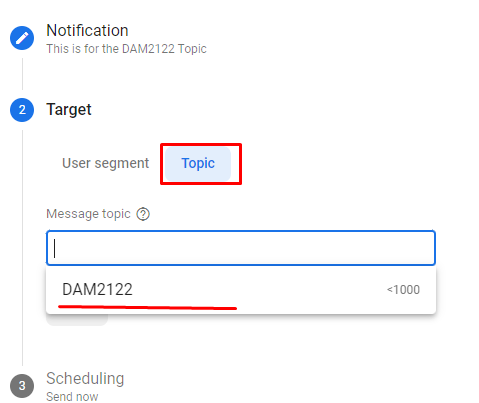 Notification
This is for the DAM2122 Topic
2
Target
User segment
Topic
Message topic ?
DAM2122
<1000
3
Scheduling
Send now